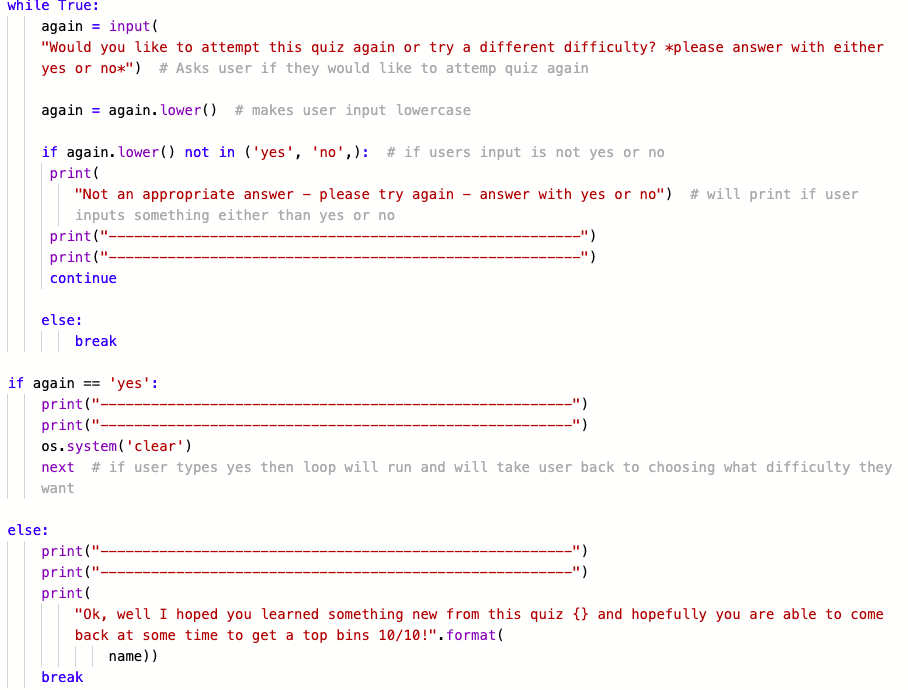 while True:
again = input(
"Would you like to attempt this quiz again or try a different difficulty? *please answer with either
yes or no*")  # Asks user if they would like to attemp quiz again
again = again.lower()  # makes user input lowercase
if again.lower() not in ('yes', 'no',):  # if users input is not yes or no
print(
"Not an appropriate answer – please try again – answer with yes or no")  # will print if user
inputs something either than yes or no
print("--------------------------------------------------------")
print("--------------------------------------------------------")
continue
else:
break
if again == 'yes':
print("--------------------------------------------------------")
print("--------------------------------------------------------")
os.system('clear')
next  # if user types yes then loop will run and will take user back to choosing what difficulty they
want
else:
print("--------------------------------------------------------")
print("--------------------------------------------------------")
print(
"Ok, well I hoped you learned something new from this quiz {} and hopefully you are able to come
back at some time to get a top bins 10/10!".format(
name))
break